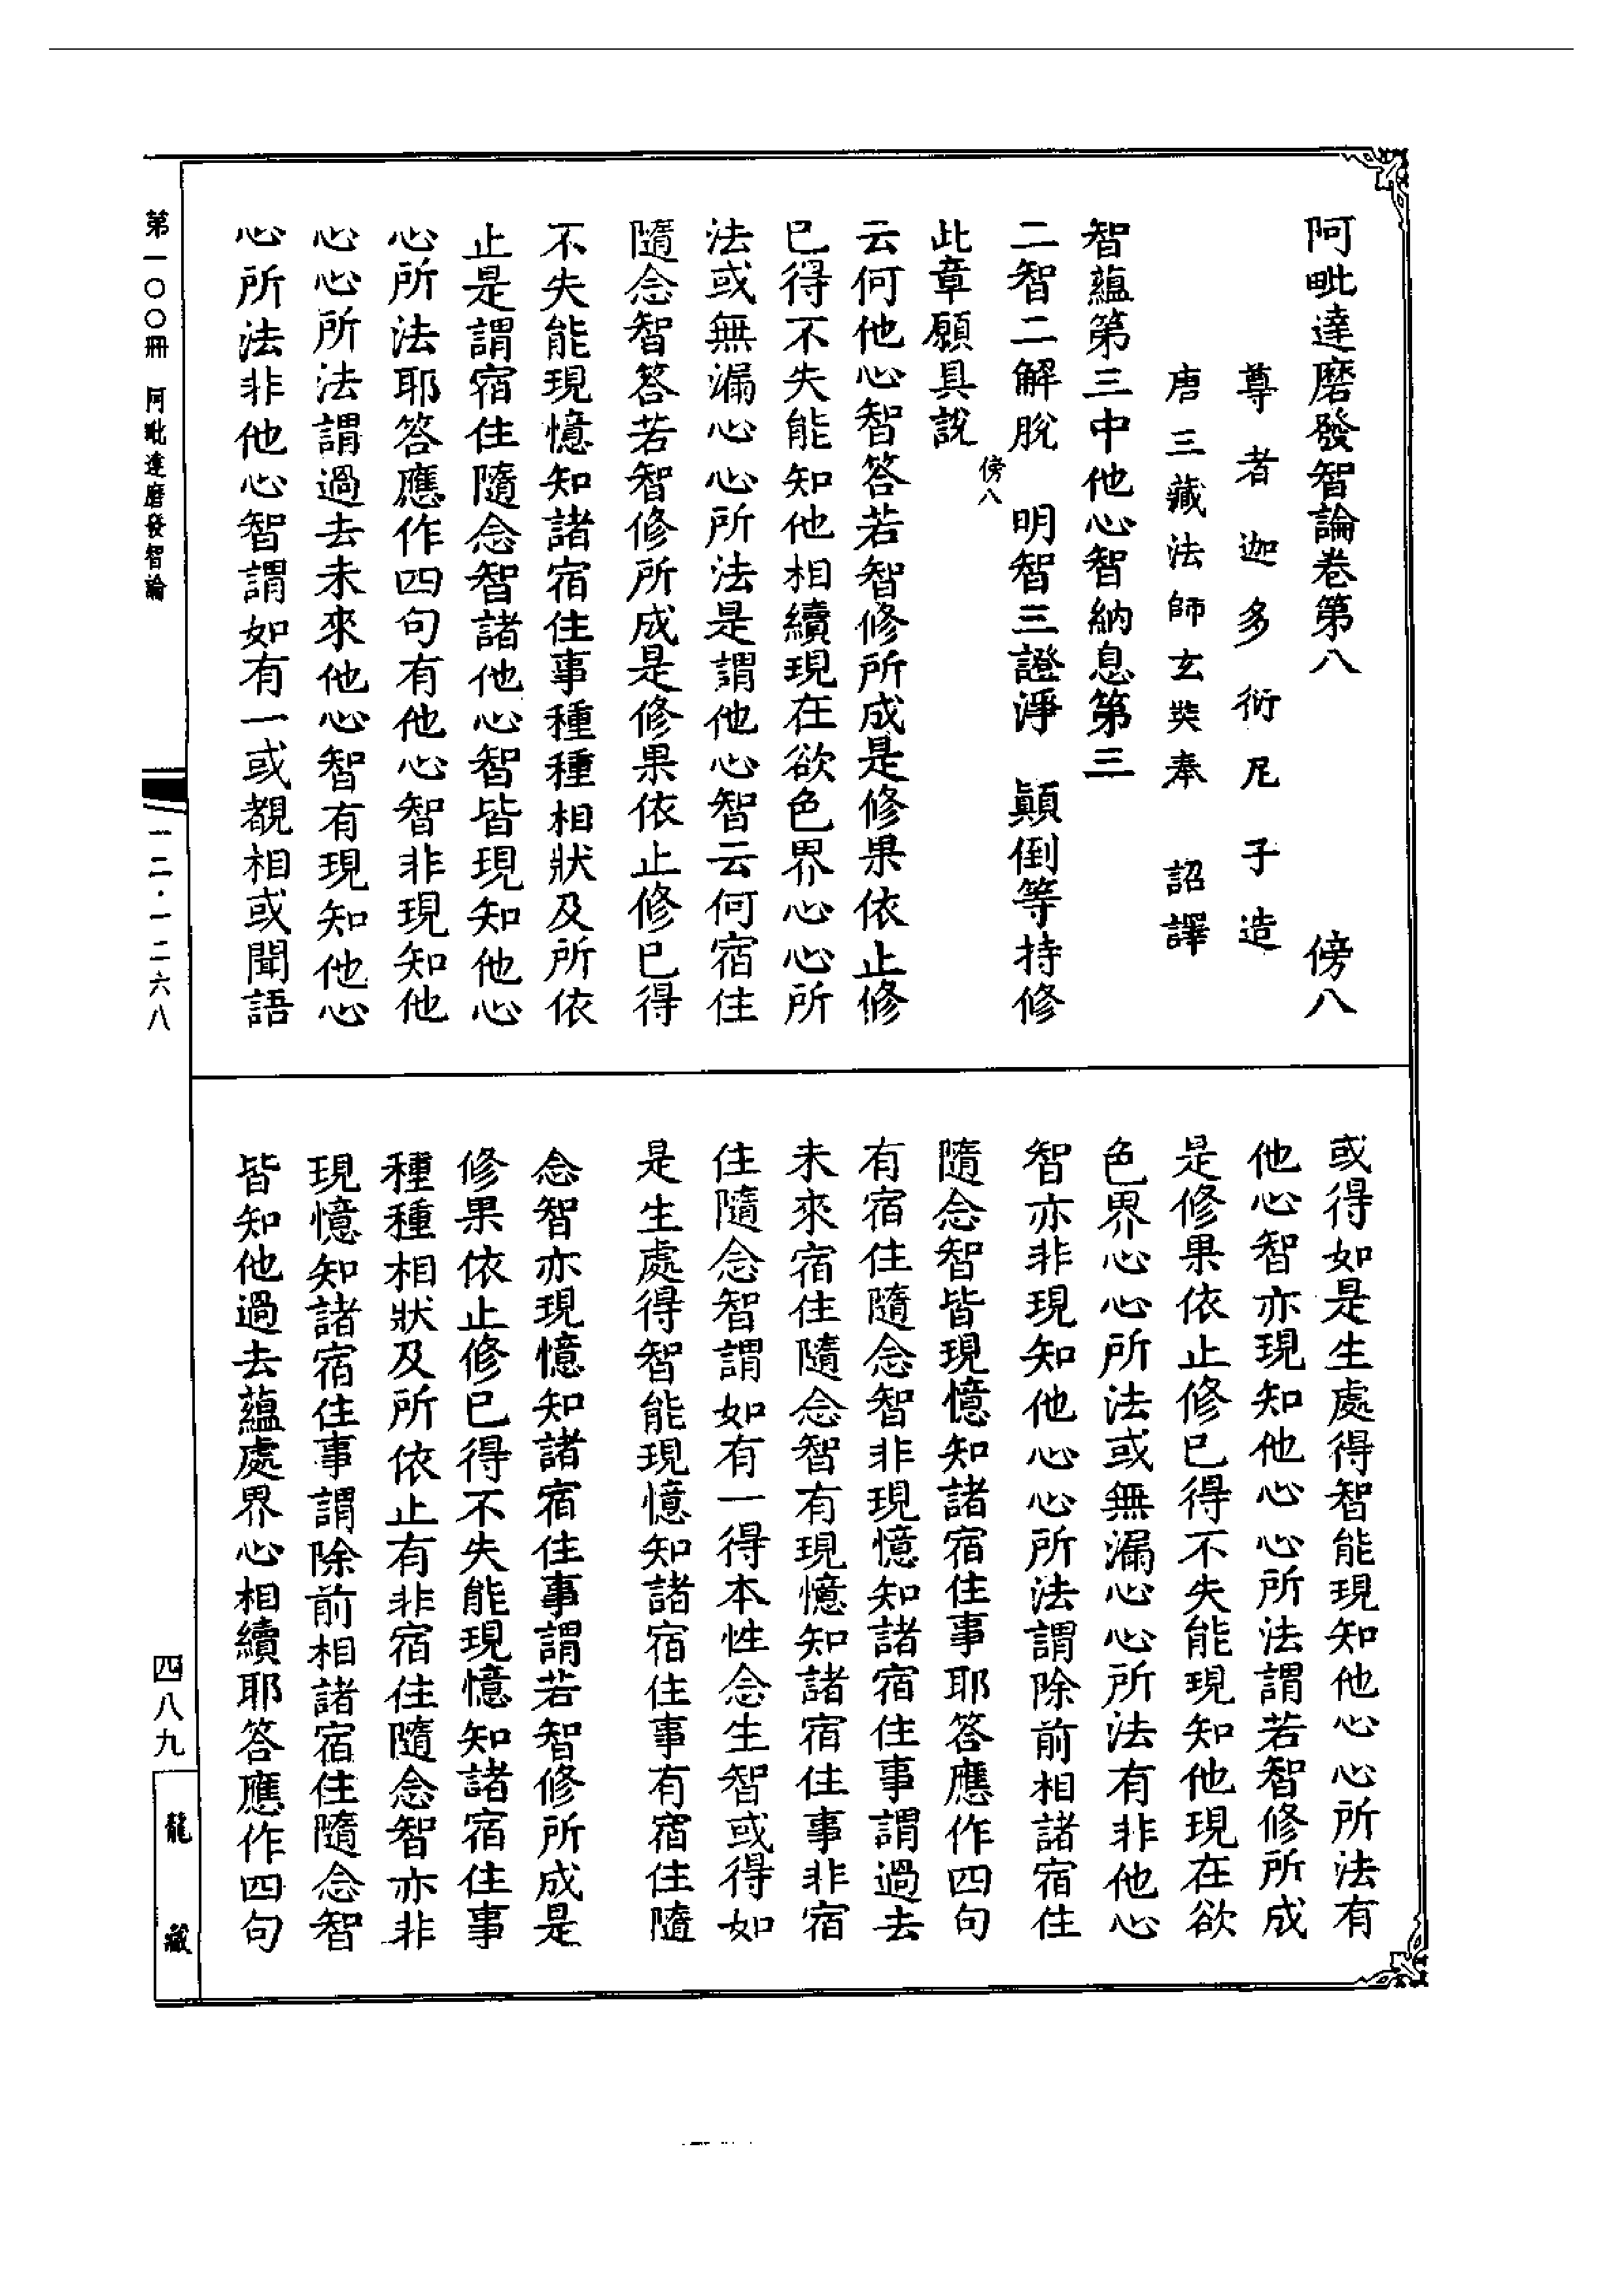 阿毗達磨發智論卷第八　傍八
尊者迦多衍尼子造
唐三藏法師玄奘奉　詔譯
智蘊第三中他心智納息第三
二智二解脫　明智三證淨　顛倒等持修
傍八
此章願具說
云何他心智答若智修所成是修果依止修
已得不失能知他相續現在欲色界心心所
法或無漏心心所法是謂他心智云何宿住
隨念智答若智修所成是修果依止修已得
不失能現憶知諸宿住事種種相狀及所依
止是謂宿住隨念智諸他心智皆現知他心
心所法耶答應作四句有他心智非現知他
心心所法謂過去未來他心智有現知他心
心所法非他心智謂如有一或覩相或聞語
或得如是生處得智能現知他心心所法有
他心智亦現知他心心所法謂若智修所成
是修果依止修已得不失能現知他現在欲
色界心心所法或無漏心心所法有非他心
智亦非現知他心心所法謂除前相諸宿住
隨念智皆現憶知諸宿住事耶答應作四句
有宿住隨念智非現憶知諸宿住事謂過去
未來宿住隨念智有現憶知諸宿住事非宿
住隨念智謂如有一得本性念生智或得如
是生處得智能現憶知諸宿住事有宿住隨
念智亦現憶知諸宿住事謂若智修所成是
修果依止修已得不失能現憶知諸宿住事
種種相狀及所依止有非宿住隨念智亦非
現憶知諸宿住事謂除前相諸宿住隨念智
皆知他過去蘊處界心相續耶答應作四句
第一〇〇冊　阿毗達磨發智論
一二·一二六八
四八九
龍藏